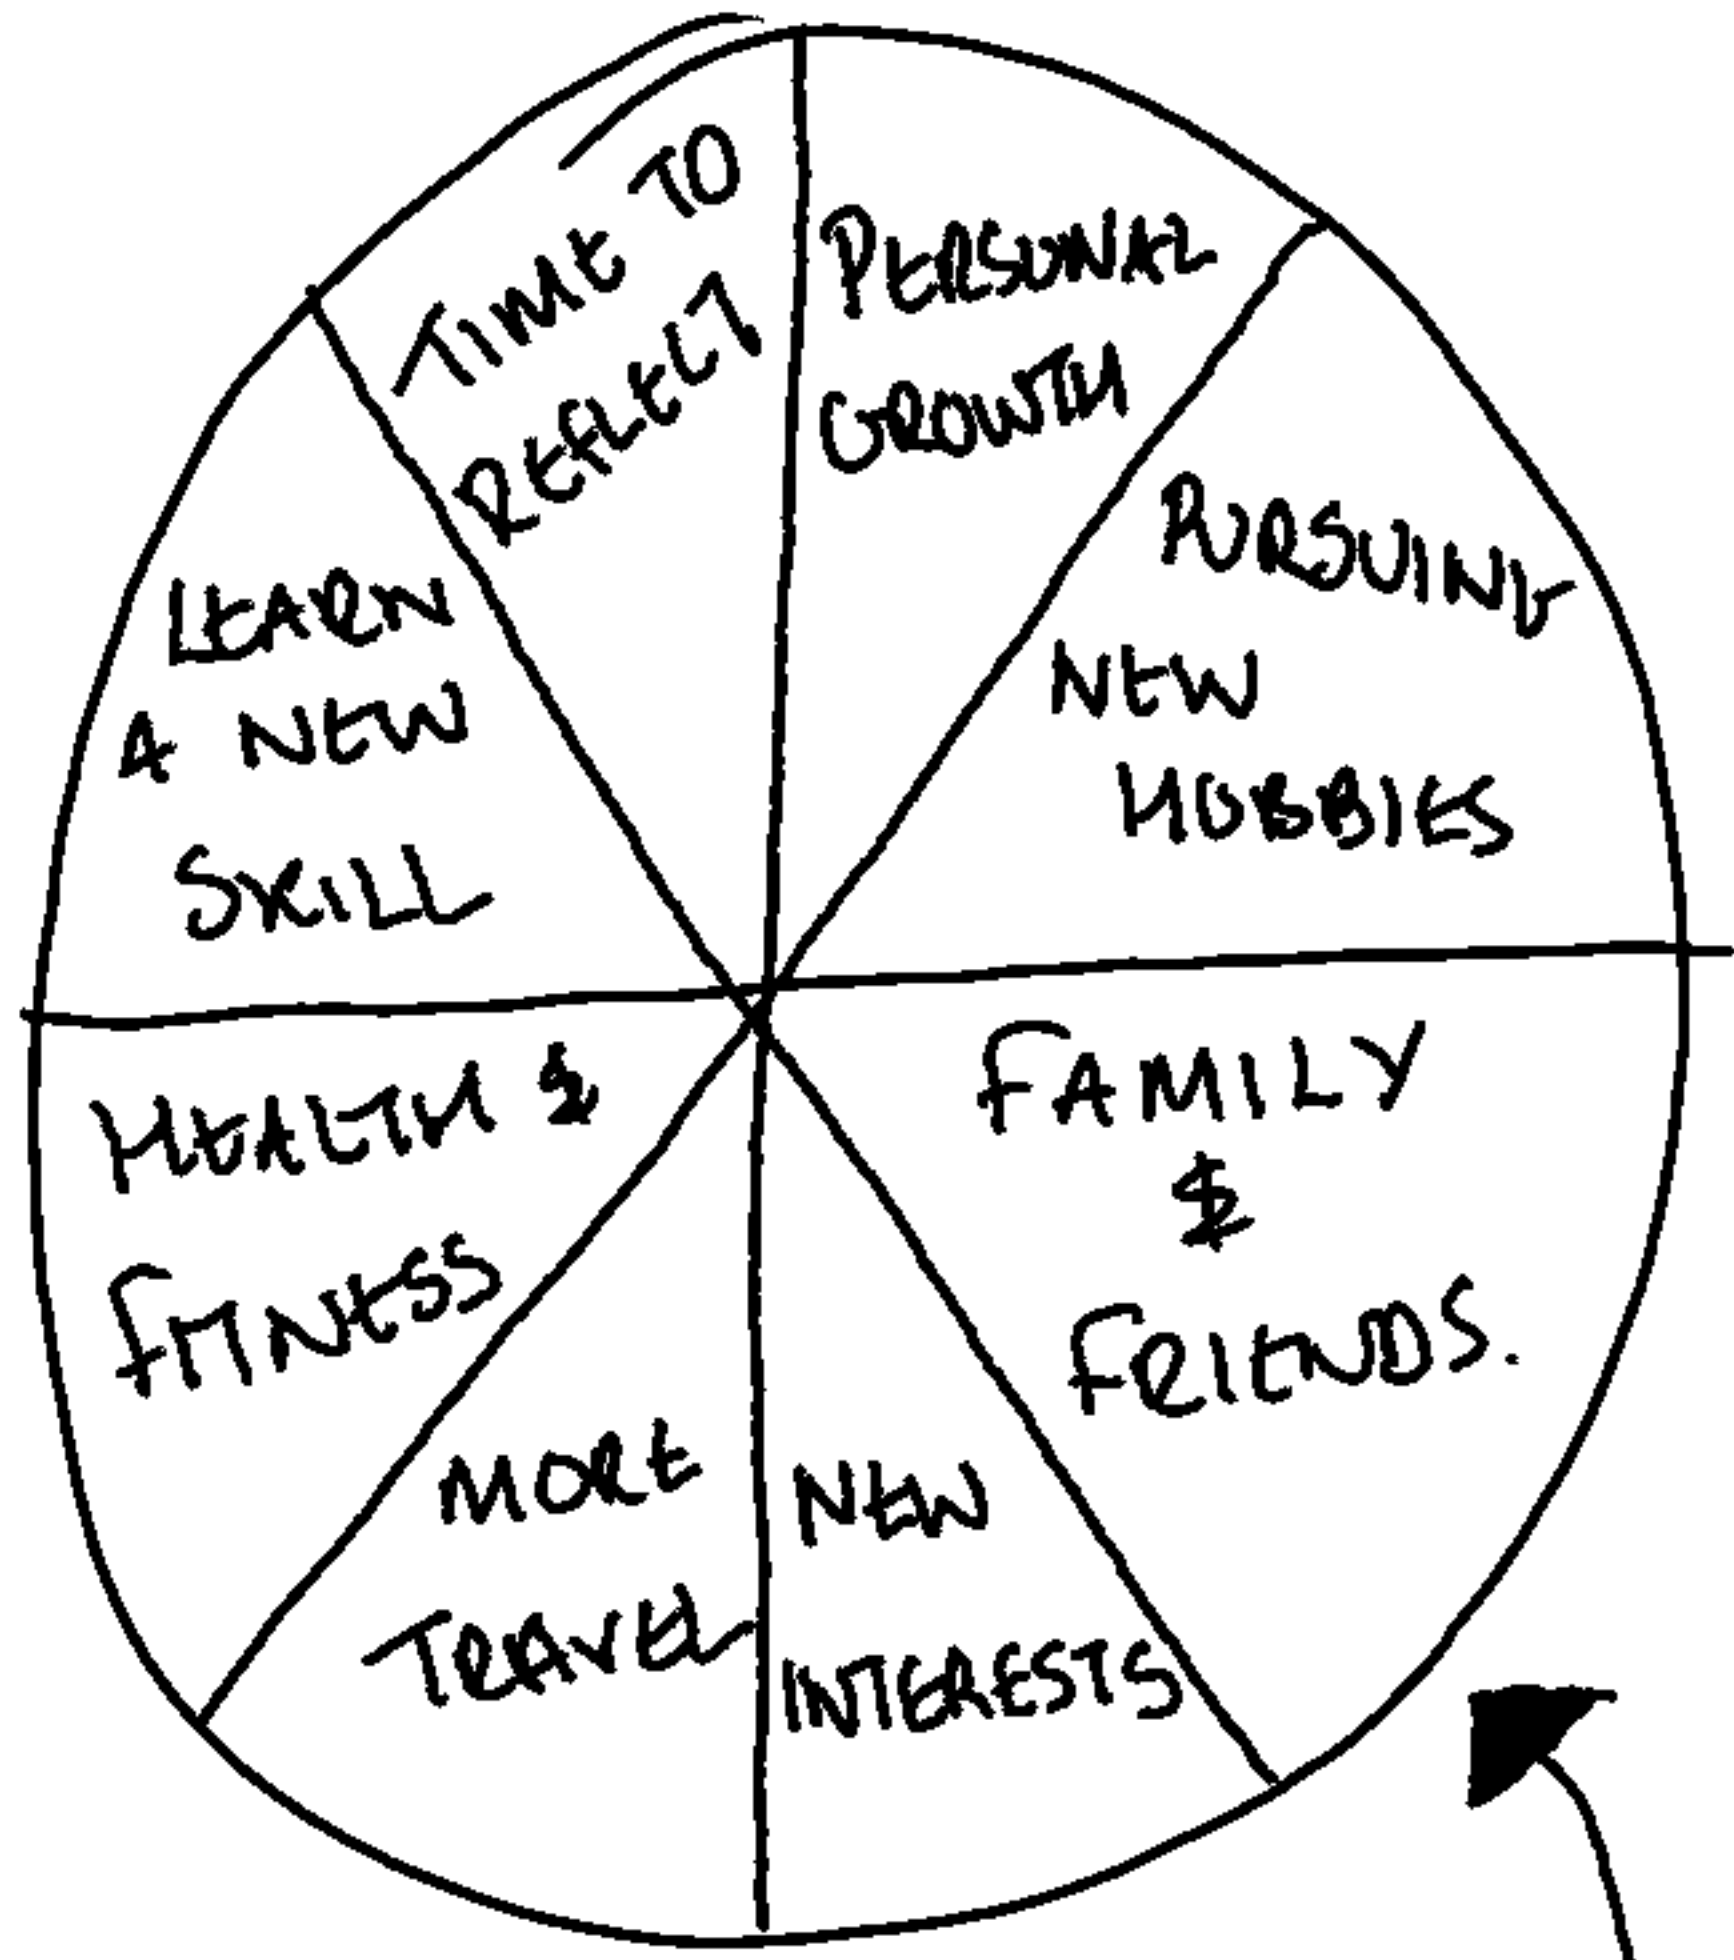 TIME TO
REFLECT
PERSONAL
GROWTH
PURSUING
NEW
HOBBIES
FAMILY
&
FRIENDS.
NEW
INTERESTS
MORE
TRAVEL
HEALTH &
FITNESS
LEARN
A NEW
SKILL